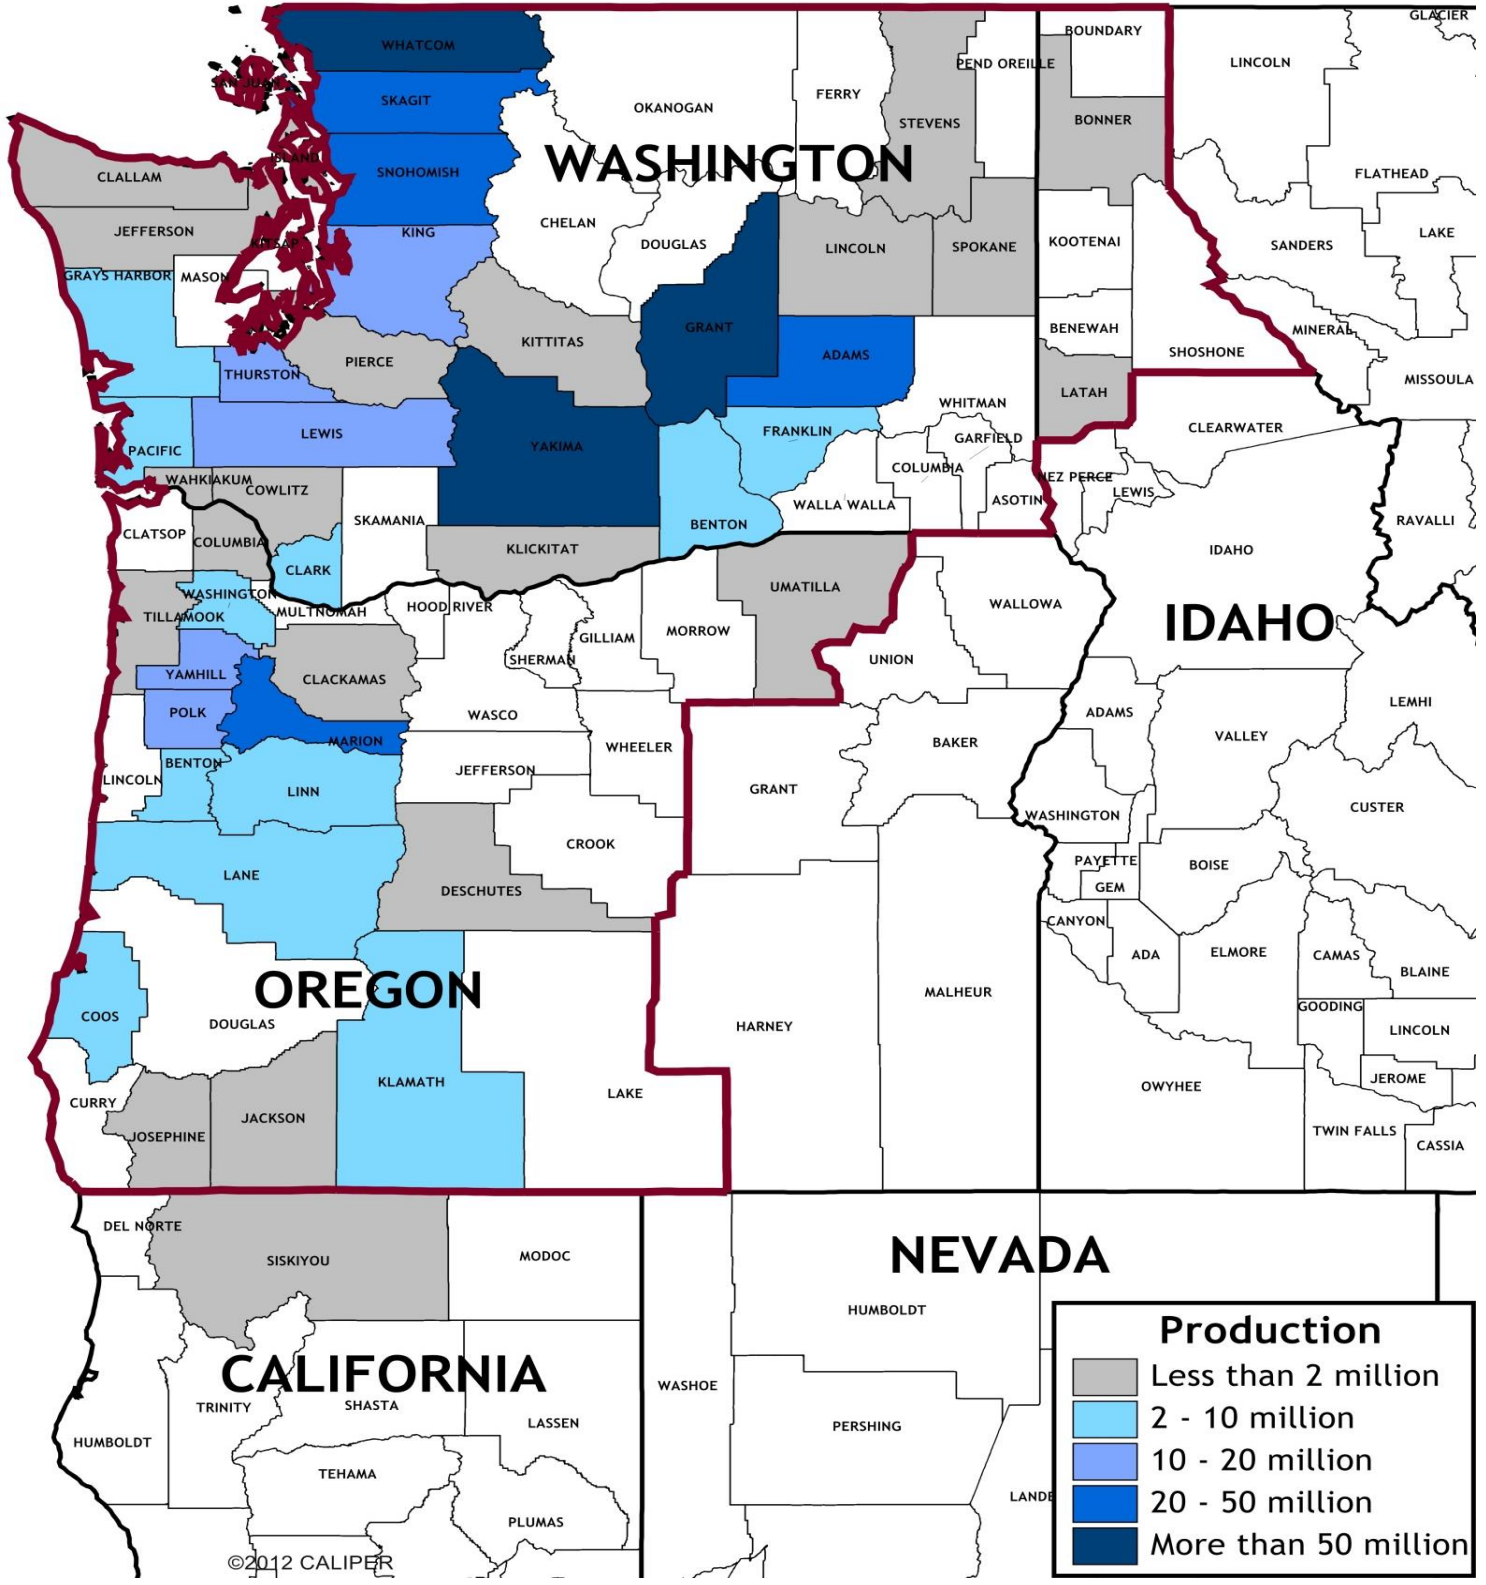 GLACIER
WHATCOM
BOUNDARY
PEND OREILLE
LINCOLN
SAN JUAN
SKAGIT
OKANOGAN
FERRY
STEVENS
BONNER
WASHINGTON
ISLAND
CLALLAM
SNOHOMISH
FLATHEAD
JEFFERSON
KITSAP
KING
CHELAN
DOUGLAS
LINCOLN
SPOKANE
KOOTENAI
SANDERS
LAKE
GRAYS HARBOR
MASON
GRANT
BENEWAH
MINERAL
KITTITAS
ADAMS
SHOSHONE
THURSTON
PIERCE
MISSOULA
LATAH
WHITMAN
LEWIS
YAKIMA
FRANKLIN
GARFIELD
CLEARWATER
PACIFIC
COLUMBIA
WAHKIAKUM
COWLITZ
NEZ PERCE
LEWIS
WALLA WALLA
ASOTIN
SKAMANIA
BENTON
RAVALLI
CLATSOP
COLUMBIA
KLICKITAT
IDAHO
CLARK
UMATILLA
WASHINGTON
MULTNOMAH
HOOD RIVER
WALLOWA
TILLAMOOK
GILLIAM
MORROW
IDAHO
SHERMAN
UNION
YAMHILL
CLACKAMAS
LEMHI
POLK
WASCO
ADAMS
MARION
WHEELER
BAKER
VALLEY
BENTON
JEFFERSON
LINCOLN
LINN
GRANT
CUSTER
WASHINGTON
CROOK
PAYETTE
BOISE
LANE
DESCHUTES
GEM
CANYON
ADA
ELMORE
CAMAS
BLAINE
OREGON
MALHEUR
GOODING
COOS
DOUGLAS
HARNEY
LINCOLN
KLAMATH
JEROME
OWYHEE
LAKE
CURRY
JACKSON
JOSEPHINE
TWIN FALLS
CASSIA
DEL NORTE
SISKIYOU
MODOC
NEVADA
HUMBOLDT
CALIFORNIA
WASHOE
TRINITY
SHASTA
LASSEN
PERSHING
HUMBOLDT
TEHAMA
LANDE
PLUMAS
©2012 CALIPER
Production
Less than 2 million
2 - 10 million
10 - 20 million
20 - 50 million
More than 50 million